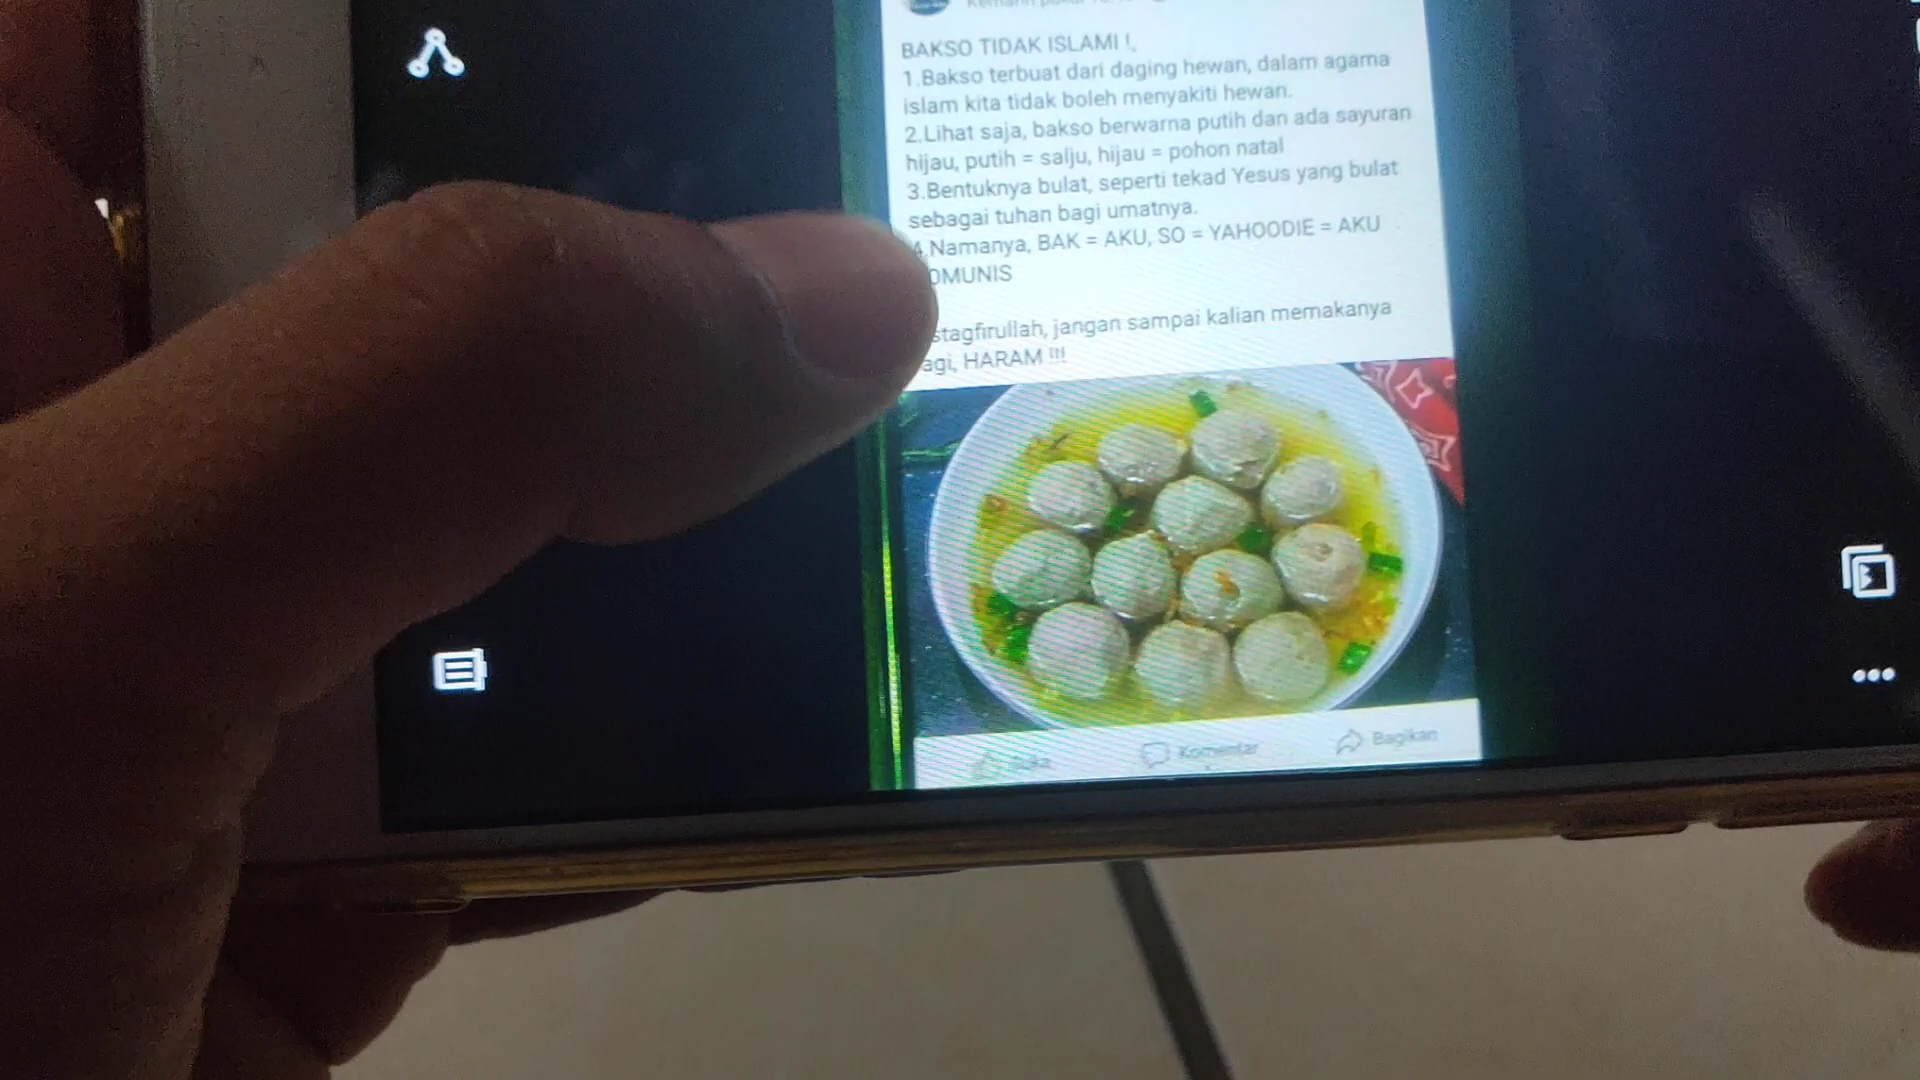 BAKSO TIDAK ISLAMI !,
1.Bakso terbuat dari daging hewan, dalam agama
islam kita tidak boleh menyakiti hewan.
2.Lihat saja, bakso berwarna putih dan ada sayuran
hijau, putih = salju, hijau = pohon natal
3.Bentuknya bulat, seperti tekad Yesus yang bulat
sebagai tuhan bagi umatnya.
4.Namanya, BAK = AKU, SO = YAHOODIE = AKU
OMUNIS
stagfirullah, jangan sampai kalian memakanya
agi, HARAM !!!
Suka Komentar Bagikan